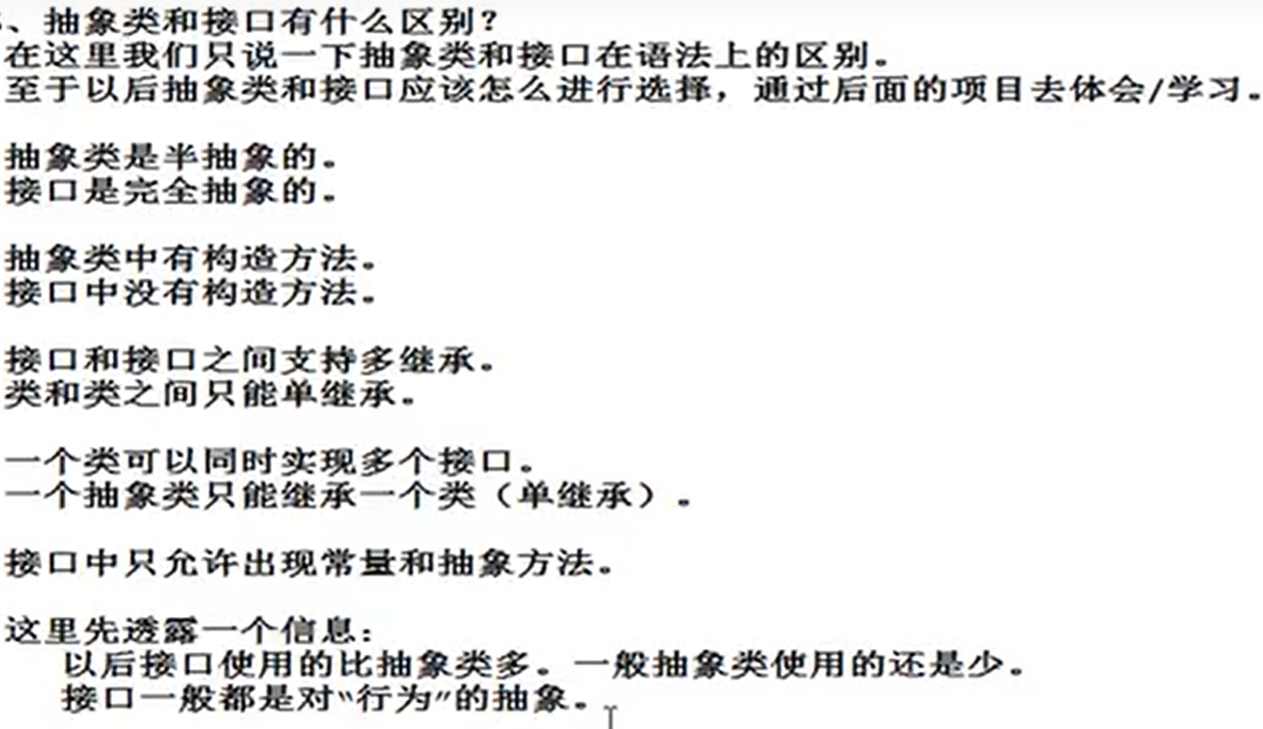 、抽象类和接口有什么区别？
在这里我们只说一下抽象类和接口在语法上的区别。
至于以后抽象类和接口应该怎么进行选择，通过后面的项目去体会/学习。
抽象类是半抽象的。
接口是完全抽象的。
抽象类中有构造方法。
接口中没有构造方法。
接口和接口之间支持多继承。
类和类之间只能单继承。
一个类可以同时实现多个接口。
一个抽象类只能继承一个类（单继承）。
接口中只允许出现常量和抽象方法。
这里先透露一个信息：
以后接口使用的比抽象类多。一般抽象类使用的还是少。
接口一般都是对"行为"的抽象。